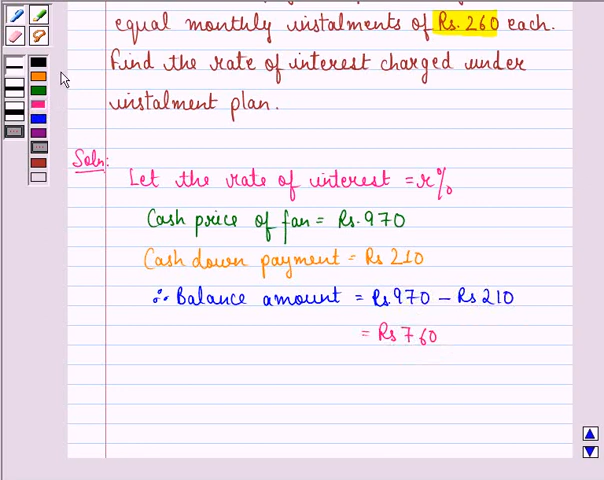 equal monthly instalments of Rs. 260 each.
Find the rate of interest charged under
instalment plan.
Soln:
Let the rate of interest = r%
Cash price of fan = Rs. 970
Cash down payment = Rs 210
∴ Balance amount = Rs. 970 - Rs 210
= Rs 760